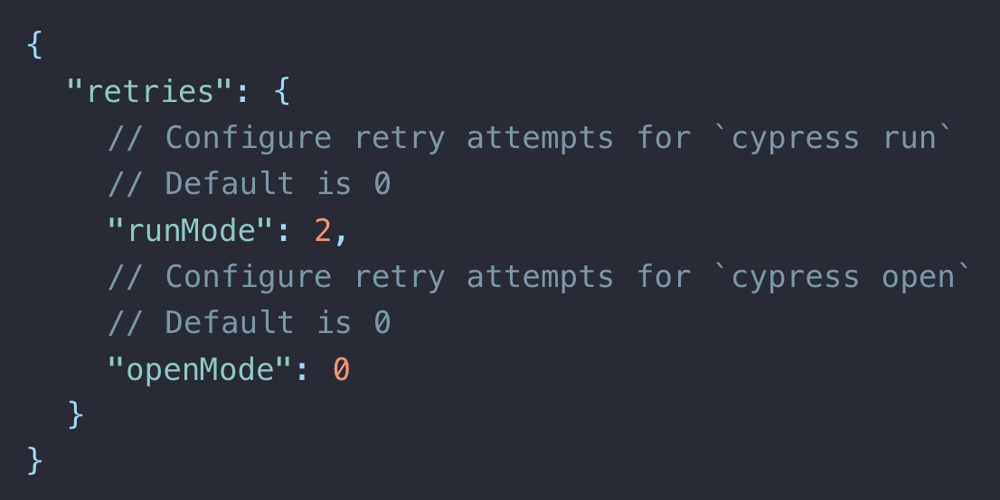 {
  "retries": {
    // Configure retry attempts for `cypress run`
    // Default is 0
    "runMode": 2,
    // Configure retry attempts for `cypress open`
    // Default is 0
    "openMode": 0
  }
}